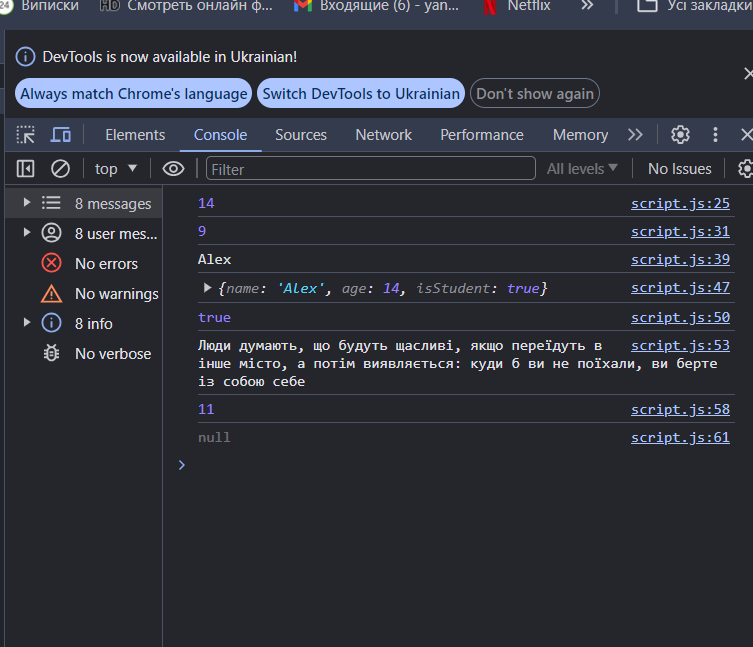 24 Виписки HD Смотреть онлайн ф... Входящие (6) - yan... Netflix » Усі закладки
DevTools is now available in Ukrainian!
Always match Chrome's language Switch DevTools to Ukrainian Don't show again
Elements Console Sources Network Performance Memory »
top Filter All levels No Issues
8 messages
8 user mes...
No errors
No warnings
8 info
No verbose
14 script.js:25
9 script.js:31
Alex script.js:39
{name: 'Alex', age: 14, isStudent: true} script.js:47
true script.js:50
Люди думають, що будуть щасливі, якщо переїдуть в script.js:53
інше місто, а потім виявляється: куди б ви не поїхали, ви берте
із собою себе
11 script.js:58
null script.js:61